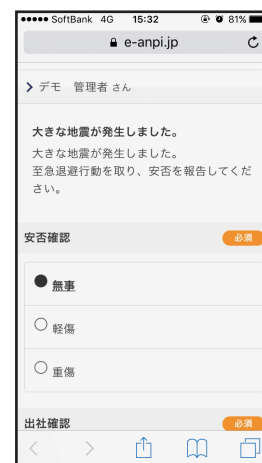 SoftBank 4G 15:32 81%
e-anpi.jp
デモ 管理者 さん
大きな地震が発生しました。
大きな地震が発生しました。
至急退避行動を取り、安否を報告してくだ
さい。
安否確認 必須
無事
軽傷
重傷
出社確認 必須